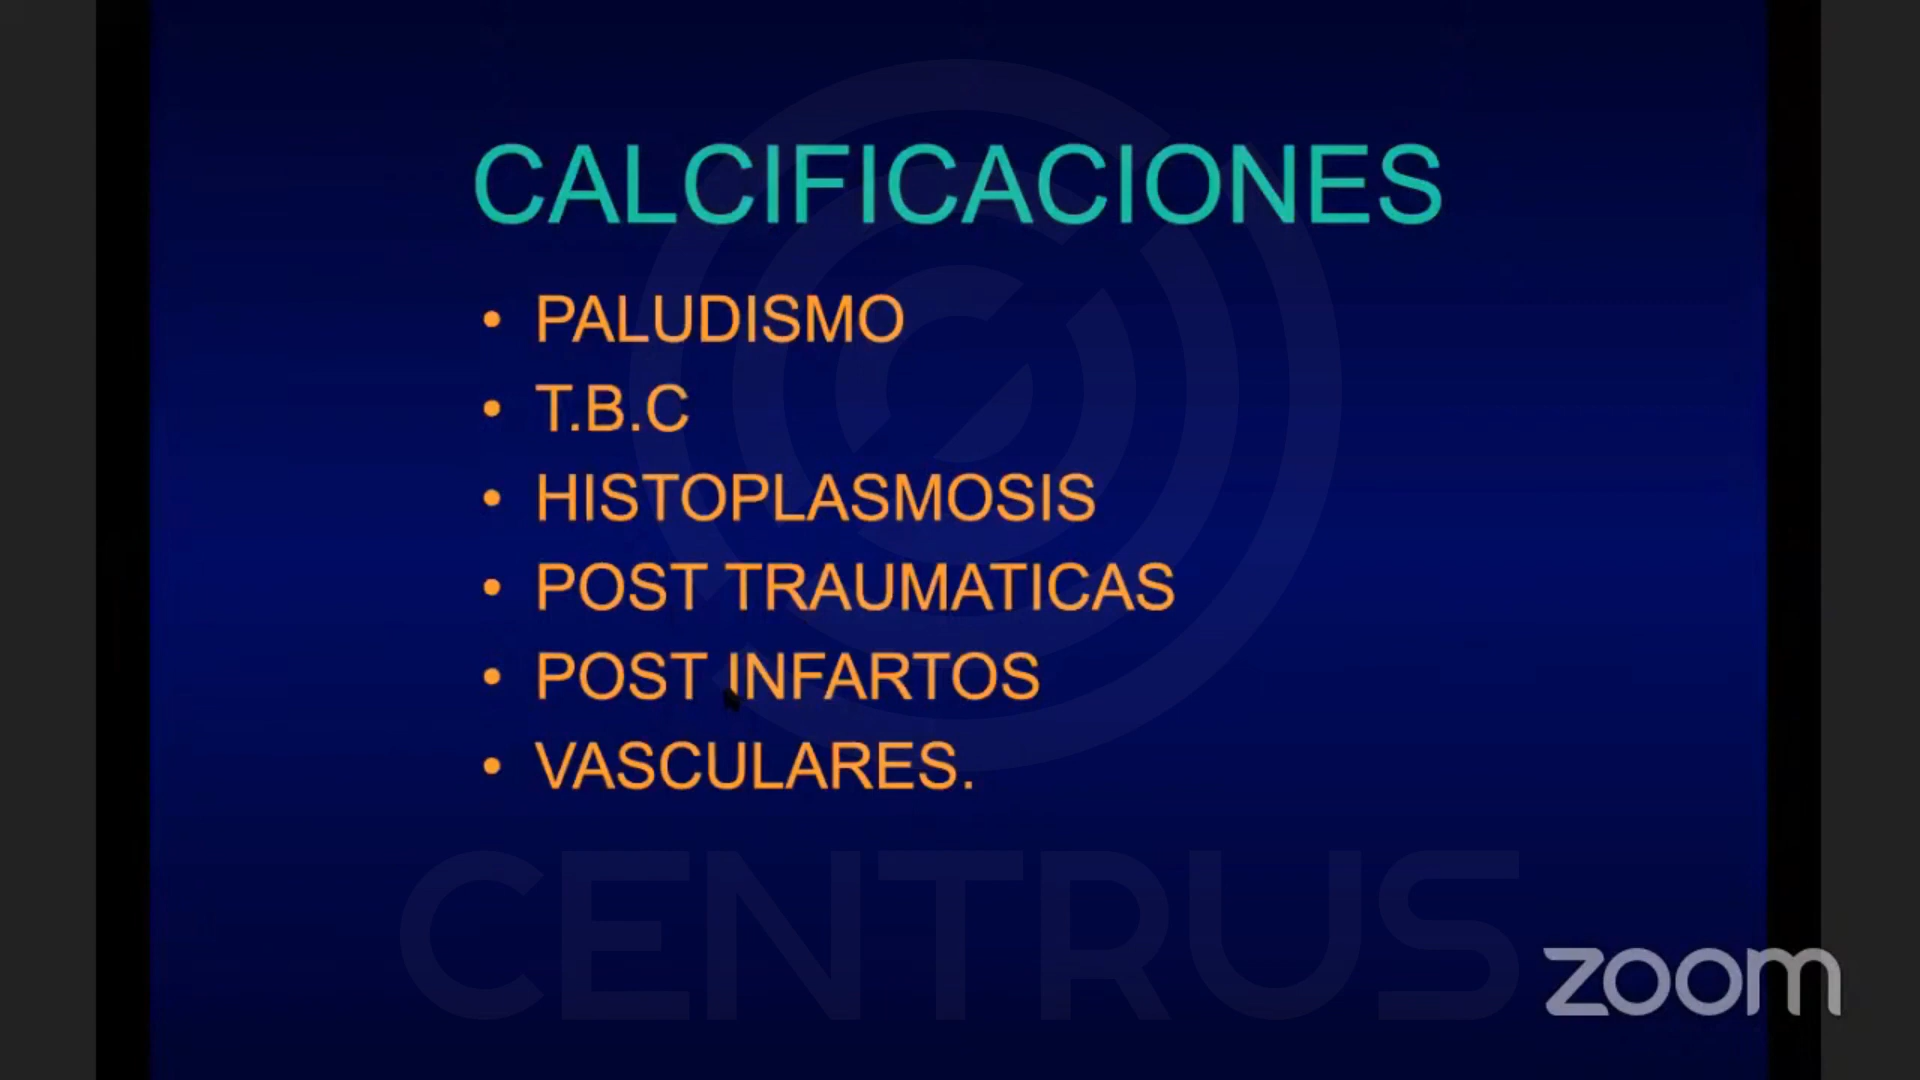 CALCIFICACIONES
• PALUDISMO
• T.B.C
• HISTOPLASMOSIS
• POST TRAUMATICAS
• POST INFARTOS
• VASCULARES.
CENTRUS
zoom